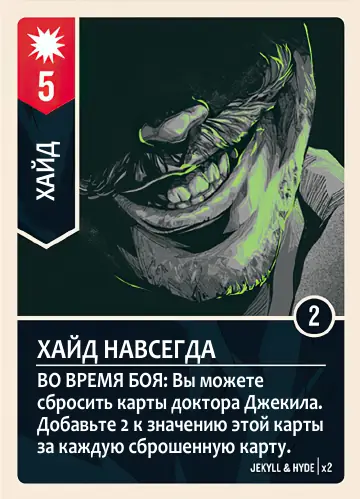 5
ХАЙД
2
ХАЙД НАВСЕГДА
ВО ВРЕМЯ БОЯ: Вы можете
сбросить карты доктора Джекила.
Добавьте 2 к значению этой карты
за каждую сброшенную карту.
JEKYLL & HYDE | x2